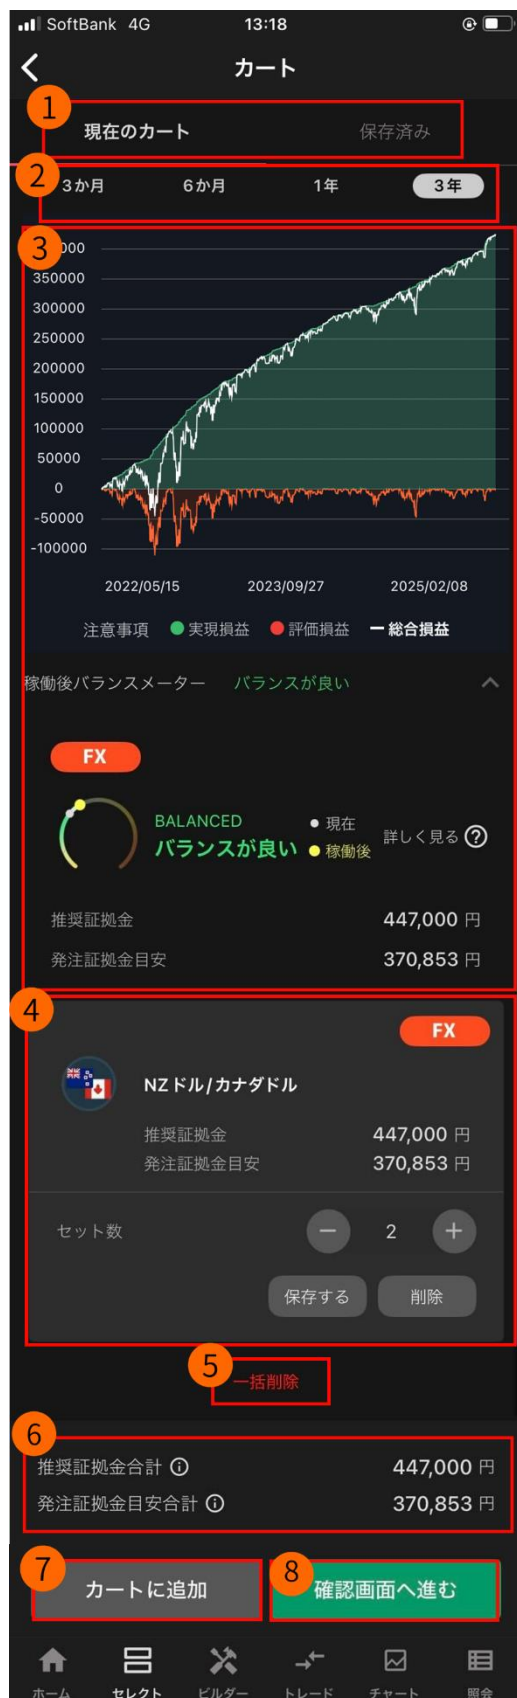 SoftBank 4G 13:18
カート
1
現在のカート 保存済み
2
3か月 6か月 1年 3年
3
000
350000
300000
250000
200000
150000
100000
50000
0
-50000
-100000
2022/05/15 2023/09/27 2025/02/08
注意事項 実現損益 評価損益 総合損益
稼働後バランスメーター バランスが良い
FX
BALANCED
バランスが良い
現在
稼働後
詳しく見る ?
推奨証拠金 447,000 円
発注証拠金目安 370,853 円
4
FX
NZドル/カナダドル
推奨証拠金 447,000 円
発注証拠金目安 370,853 円
セット数 − 2 +
保存する 削除
5
一括削除
6
推奨証拠金合計 447,000 円
発注証拠金目安合計 370,853 円
7
カートに追加
8
確認画面へ進む
ホーム セレクト ビルダー トレード チャート 照会